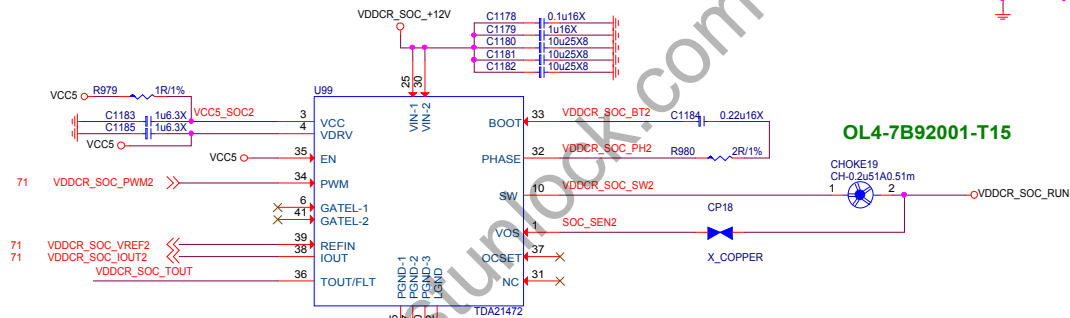 VDDCR_SOC_+12V
C1178 0.1u16X
C1179 1u16X
C1180 10u25X8
C1181 10u25X8
C1182 10u25X8
25
30
VCC5 R979 1R/1%
U99
C1183 1u6.3X VCC5_SOC2
C1185 1u6.3X
VCC5
3 VCC
4 VDRV
VIN-1
VIN-2
BOOT 33 VDDCR_SOC_BT2 C1184 0.22u16X
VCC5 35 EN
PHASE 32 VDDCR_SOC_PH2 R980 2R/1%
OL4-7B92001-T15
CHOKE19
CH-0.2u51A0.51m
71 VDDCR_SOC_PWM2 34 PWM
SW 10 VDDCR_SOC_SW2 1 2 VDDCR_SOC_RUN
6 GATEL-1
41 GATEL-2
CP18
VOS 1 SOC_SEN2
X_COPPER
71 VDDCR_SOC_VREF2 39 REFIN
71 VDDCR_SOC_IOUT2 38 IOUT
OCSET 37
VDDCR_SOC_TOUT 36 TOUT/FLT
NC 31
PGND-1
PGND-2
PGND-3
LGND
TDA21472
stunlock.com